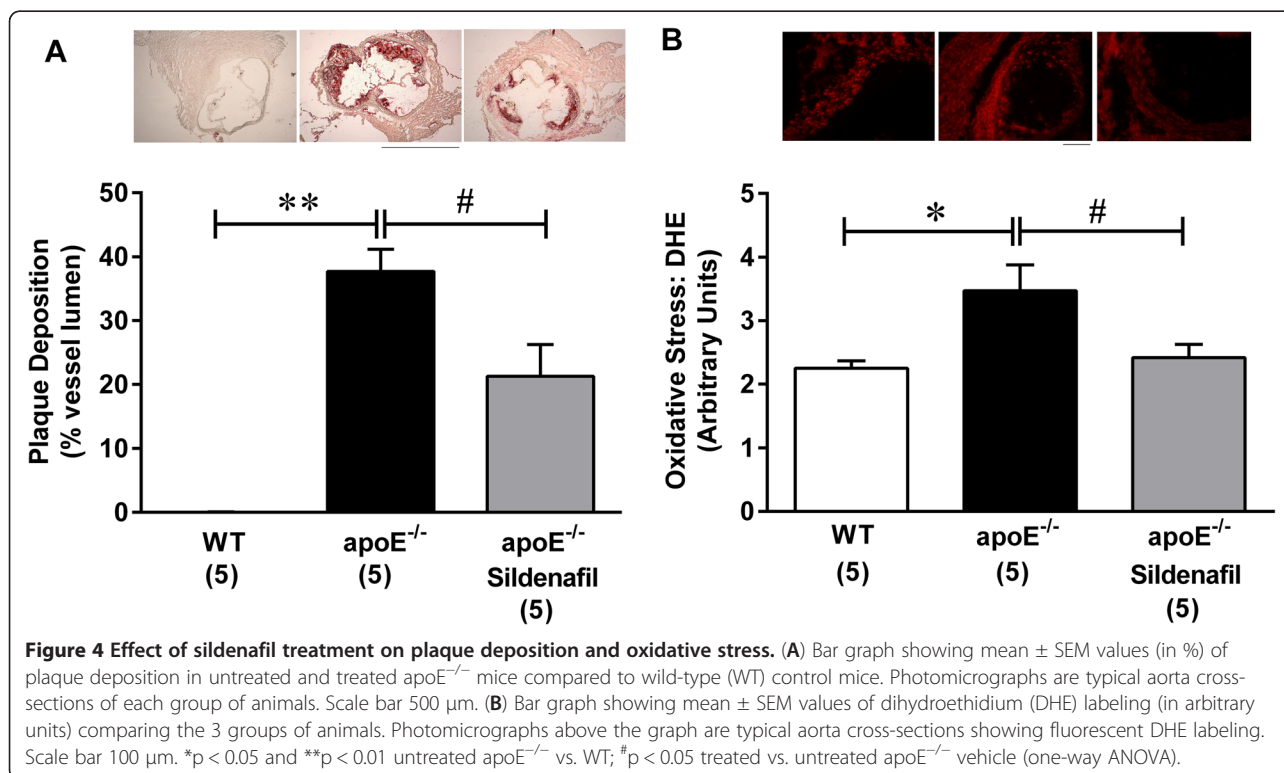 A
B
50
40
30
20
10
0
Plaque Deposition
(% vessel lumen)
**
#
WT
(5)
apoE-/-
(5)
apoE-/-
Sildenafil
(5)
5
4
3
2
1
0
Oxidative Stress: DHE
(Arbitrary Units)
*
#
WT
(5)
apoE-/-
(5)
apoE-/-
Sildenafil
(5)
Figure 4 Effect of sildenafil treatment on plaque deposition and oxidative stress. (A) Bar graph showing mean ± SEM values (in %) of
plaque deposition in untreated and treated apoE−/− mice compared to wild-type (WT) control mice. Photomicrographs are typical aorta cross-
sections of each group of animals. Scale bar 500 μm. (B) Bar graph showing mean ± SEM values of dihydroethidium (DHE) labeling (in arbitrary
units) comparing the 3 groups of animals. Photomicrographs above the graph are typical aorta cross-sections showing fluorescent DHE labeling.
Scale bar 100 μm. *p < 0.05 and **p < 0.01 untreated apoE−/− vs. WT; #p < 0.05 treated vs. untreated apoE−/− vehicle (one-way ANOVA).